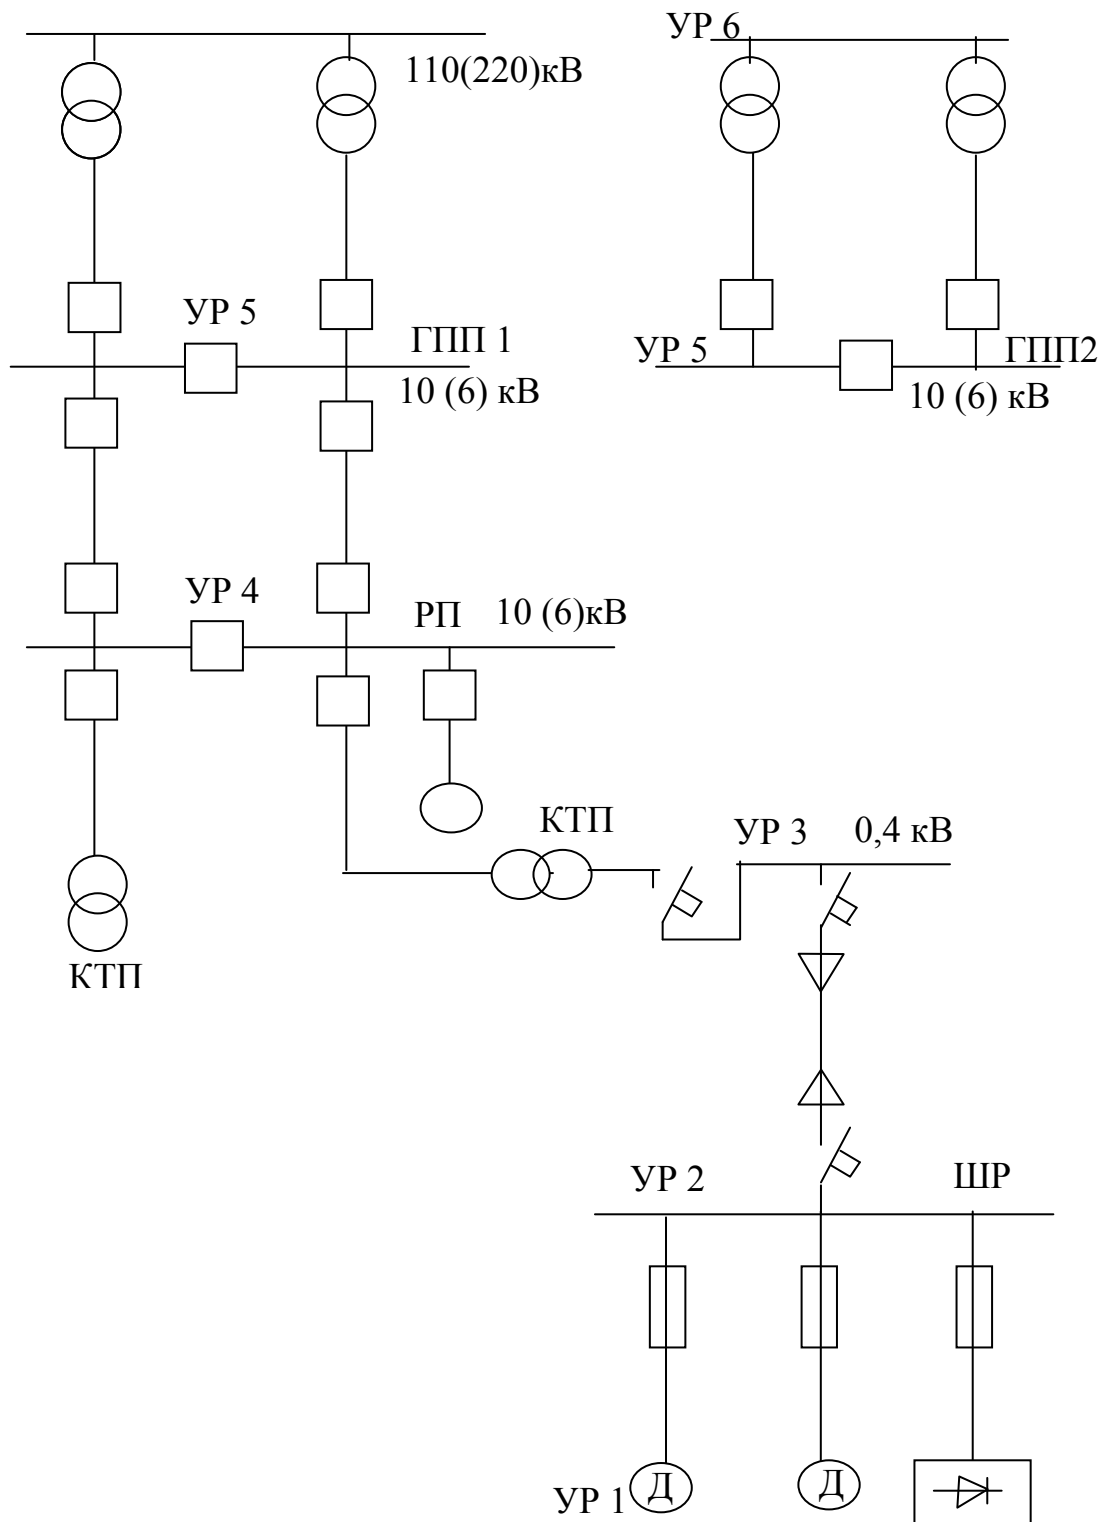 УР 6
110(220)кВ
УР 5
ГПП 1
УР 5
ГПП2
10 (6) кВ
10 (6) кВ
УР 4
РП
10 (6)кВ
КТП
УР 3
0,4 кВ
КТП
УР 2
ШР
УР 1
Д
Д